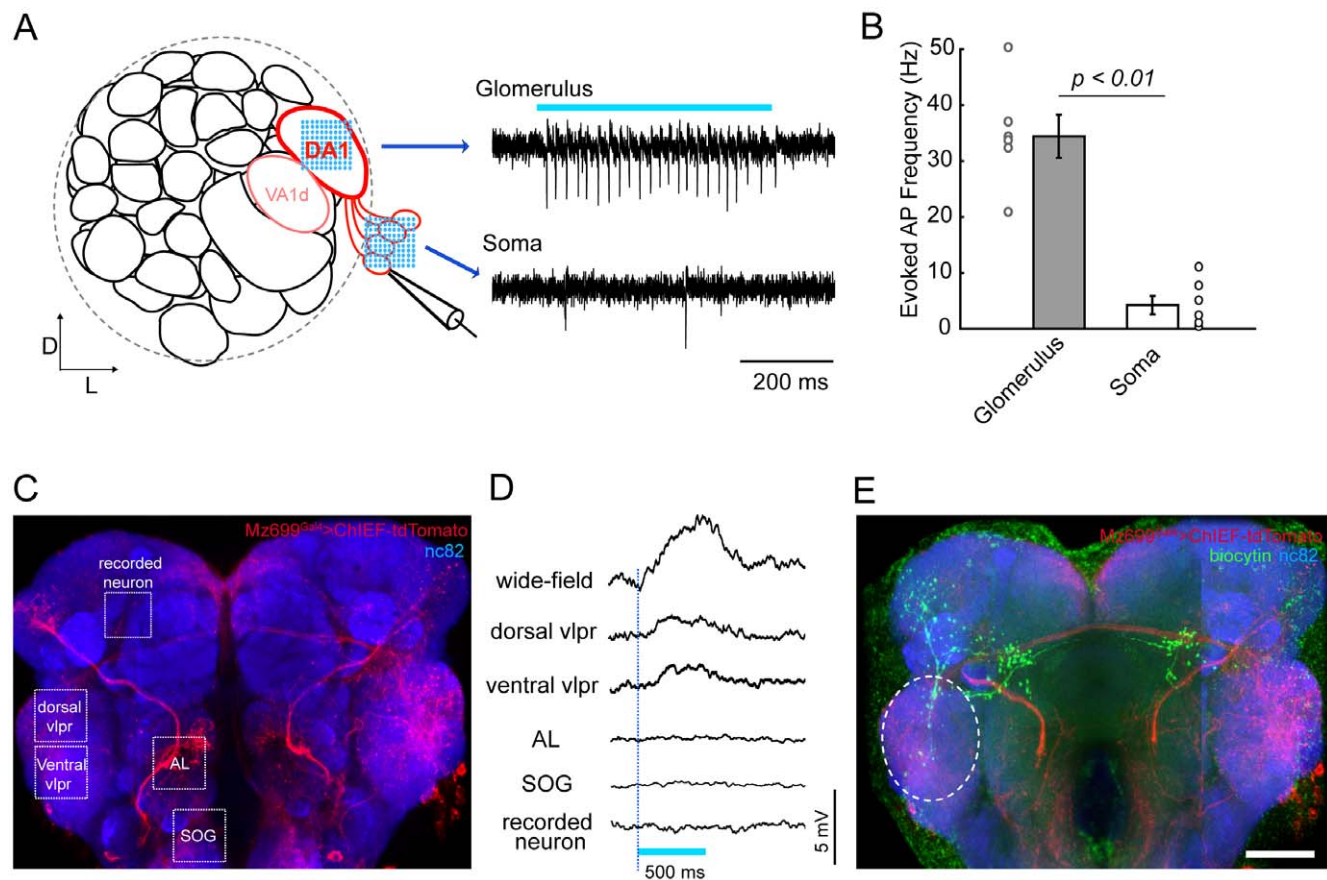 A
Glomerulus
DA1
VA1d
Soma
D
L
200 ms
B
Evoked AP Frequency (Hz)
50
40
30
20
10
0
p < 0.01
Glomerulus
Soma
C
Mz699Gal4>ChIEF-tdTomato
nc82
recorded
neuron
dorsal
vlpr
Ventral
vlpr
AL
SOG
D
wide-field
dorsal vlpr
ventral vlpr
AL
SOG
recorded
neuron
500 ms
5 mV
E
Mz699Gal4>ChIEF-tdTomato
biocytin nc82